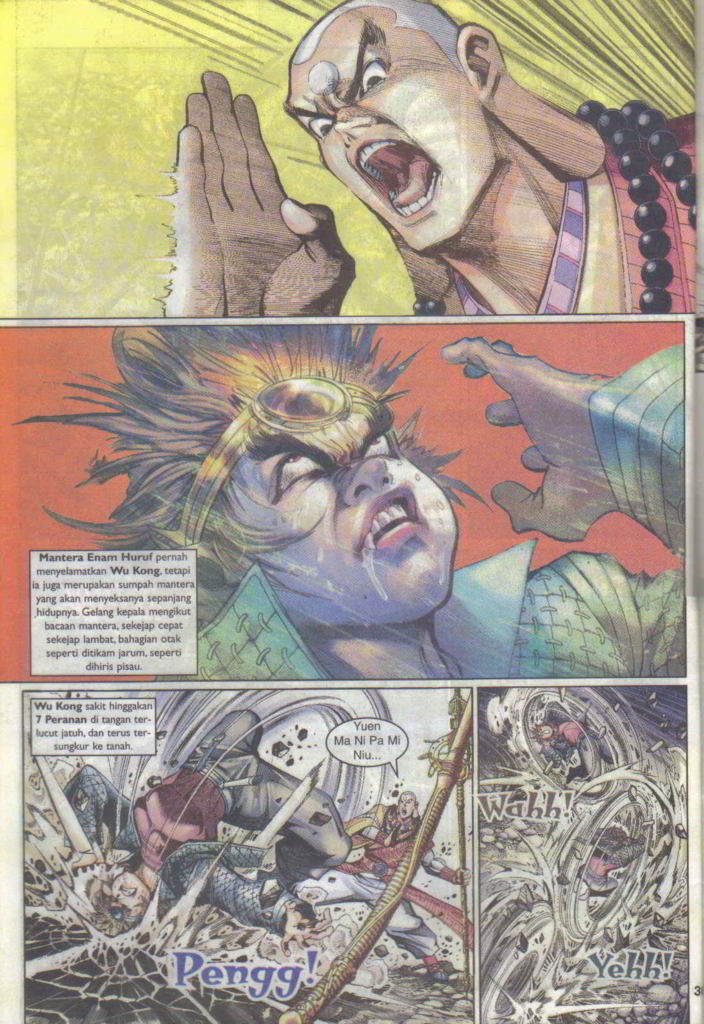 Mantera Enam Huruf pernah
menyelamatkan Wu Kong, tetapi
ia juga merupakan sumpah mantera
yang akan menyeksanya sepanjang
hidupnya. Gelang kepala mengikut
bacaan mantera, sekejap cepat
sekejap lambat, bahagian otak
seperti ditikam jarum, seperti
dihiris pisau.
Wu Kong sakit hinggakan
7 Peranan di tangan ter-
lucut jatuh, dan terus ter-
sungkur ke tanah.
Yuen
Ma Ni Pa Mi
Niu...
Pengg!
Wahh!
Yehh!